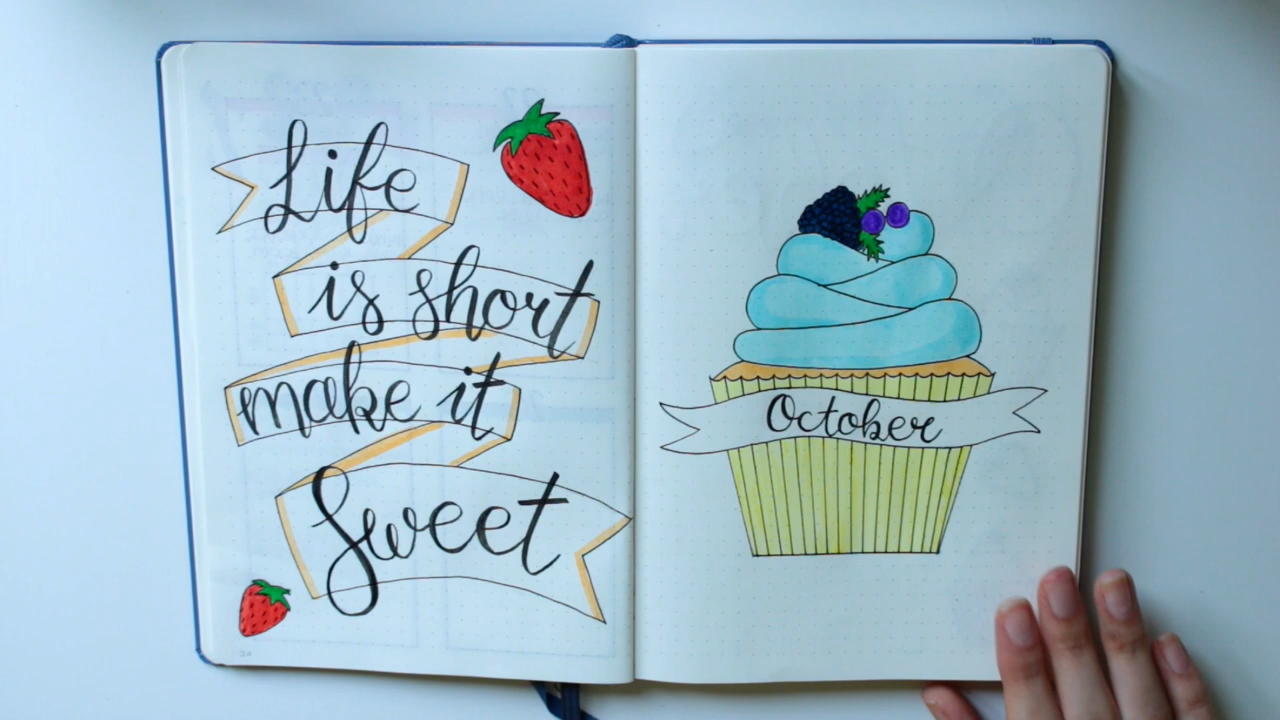 Life
is short
make it
Sweet
October